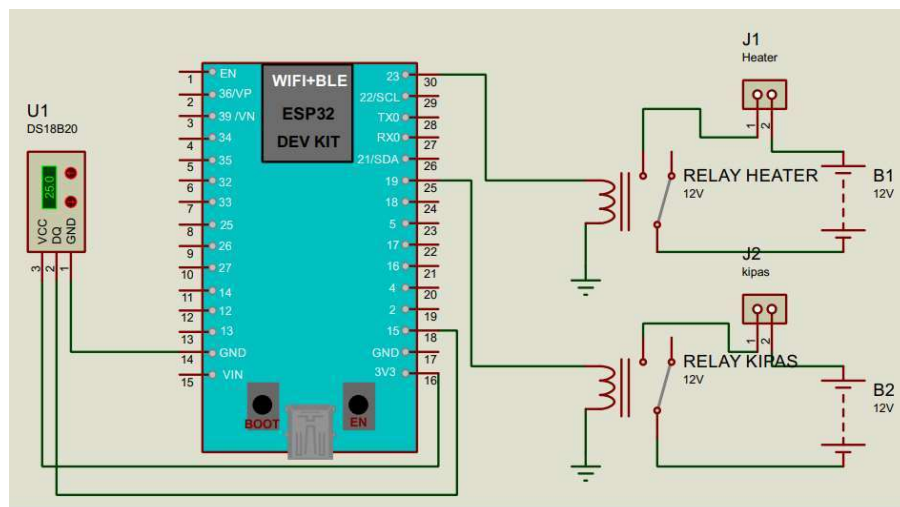 U1
DS18B20
25.0
VCC
DQ
GND
3
2
1
WIFI+BLE
ESP32
DEV KIT
EN
36/VP
39 /VN
34
35
32
33
25
26
27
14
12
13
GND
VIN
1
2
3
4
5
6
7
8
9
10
11
12
13
14
15
23
22/SCL
TX0
RX0
21/SDA
19
18
5
17
16
4
2
15
GND
3V3
30
29
28
27
26
25
24
23
22
21
20
19
18
17
16
BOOT
EN
J1
Heater
1
2
RELAY HEATER
12V
B1
12V
J2
kipas
1
2
RELAY KIPAS
12V
B2
12V